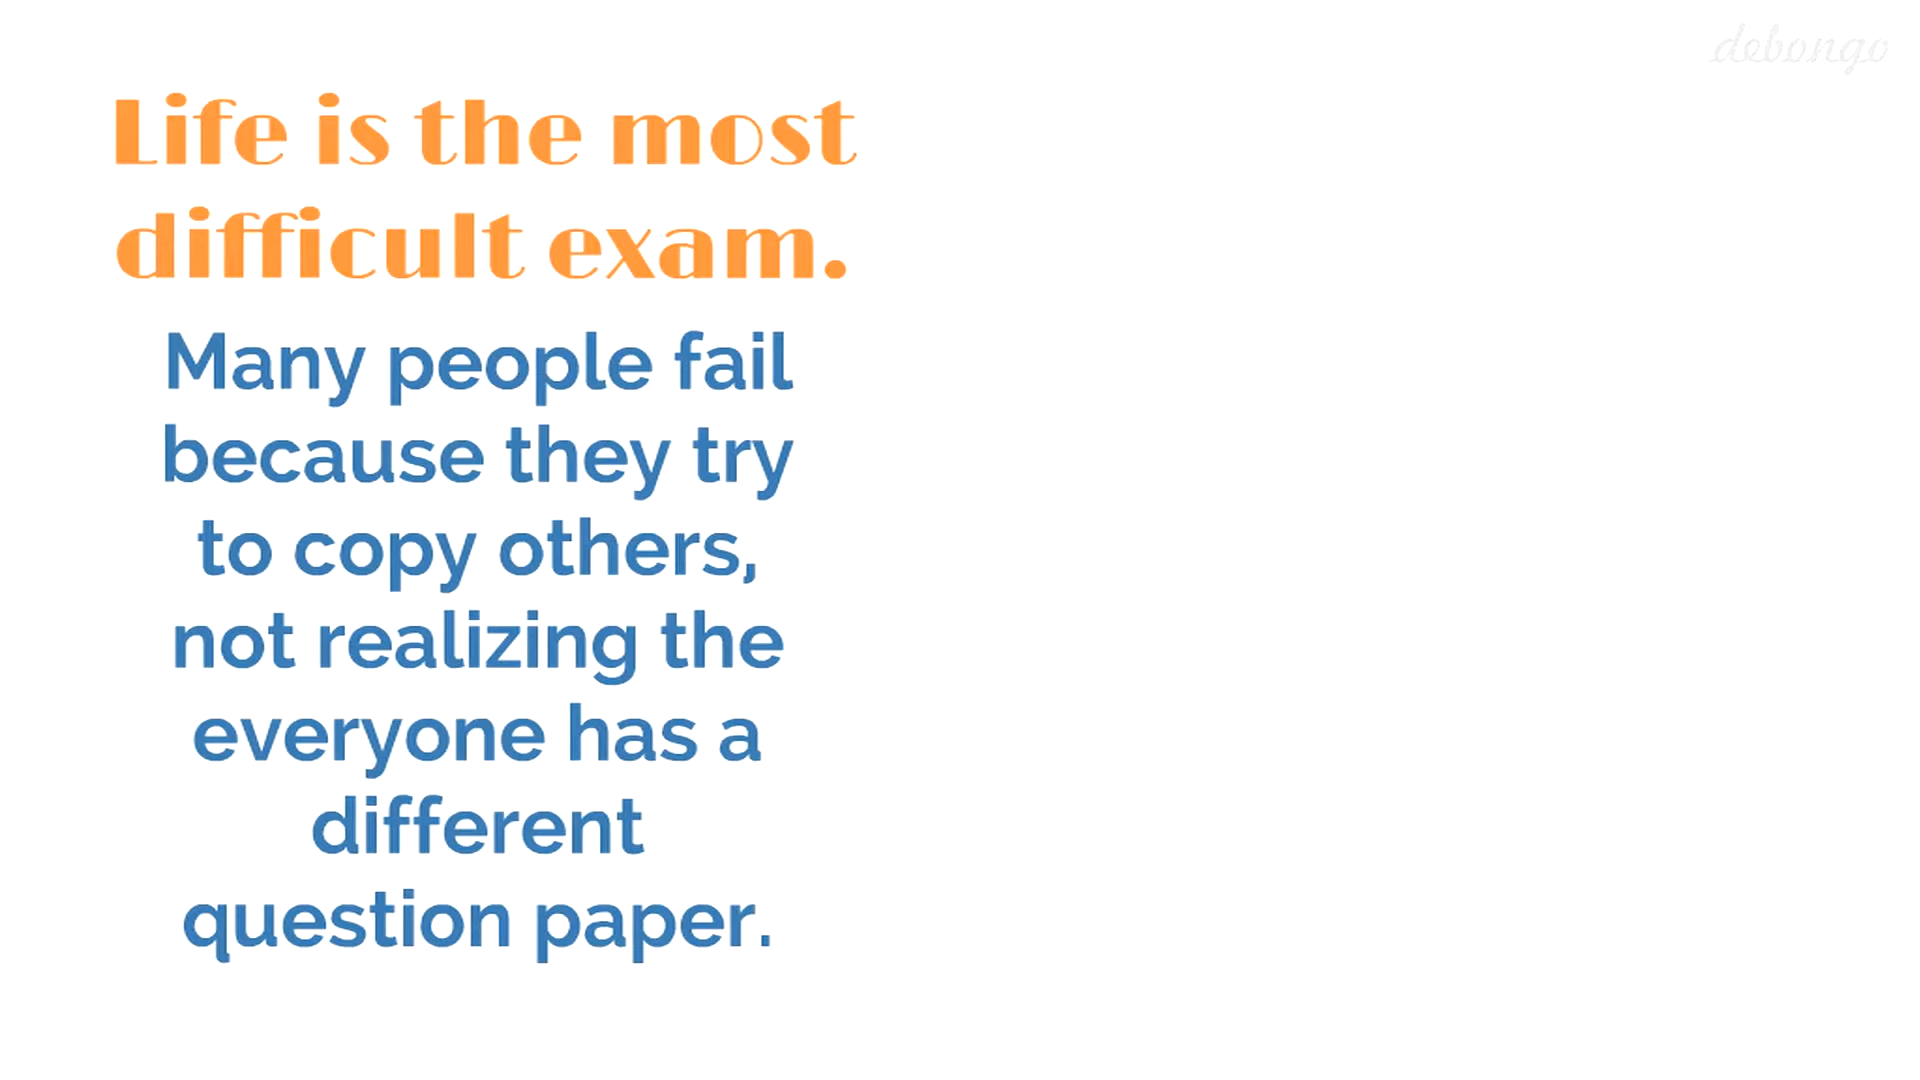 debongo
Life is the most
difficult exam.
Many people fail
because they try
to copy others,
not realizing the
everyone has a
different
question paper.